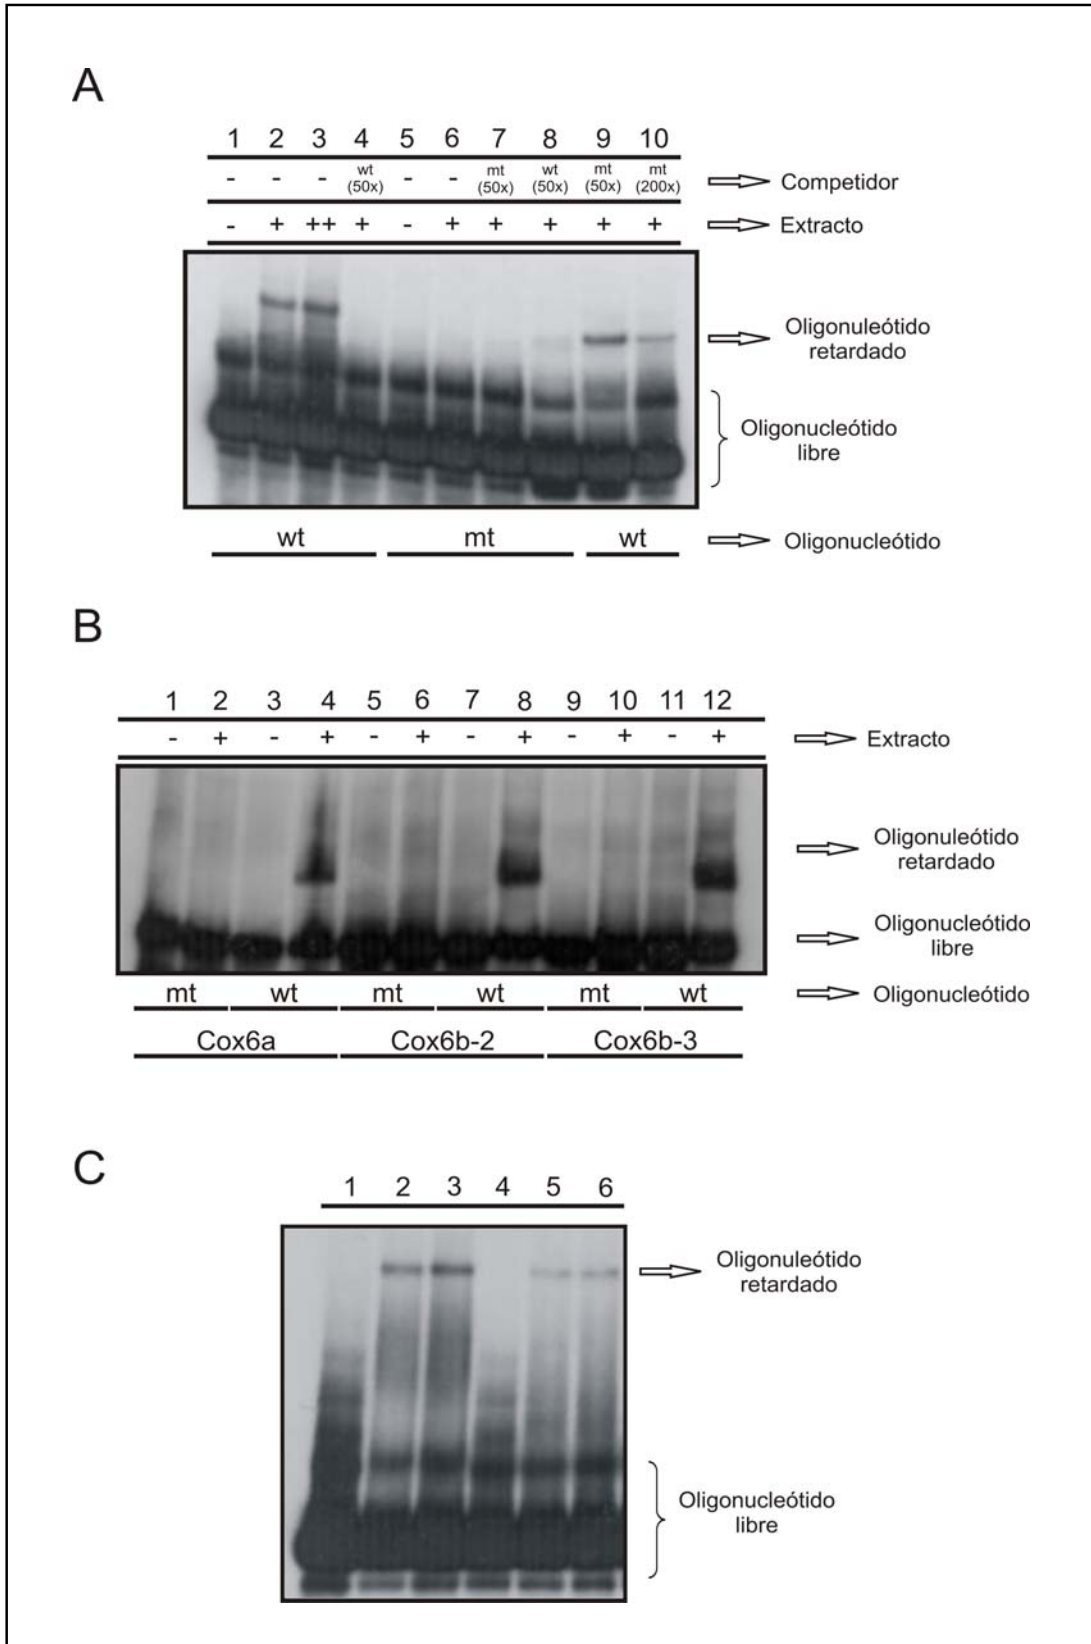 A
1 2 3 4 5 6 7 8 9 10
- - - wt (50x) - - mt (50x) wt (50x) mt (50x) mt (200x) Competidor
- + ++ + - + + + + + Extracto
Oligonuleótido
retardado
Oligonucleótido
libre
wt mt wt Oligonucleótido
B
1 2 3 4 5 6 7 8 9 10 11 12
- + - + - + - + - + - + Extracto
Oligonuleótido
retardado
Oligonucleótido
libre
mt wt mt wt mt wt Oligonucleótido
Cox6a Cox6b-2 Cox6b-3
C
1 2 3 4 5 6
Oligonuleótido
retardado
Oligonucleótido
libre